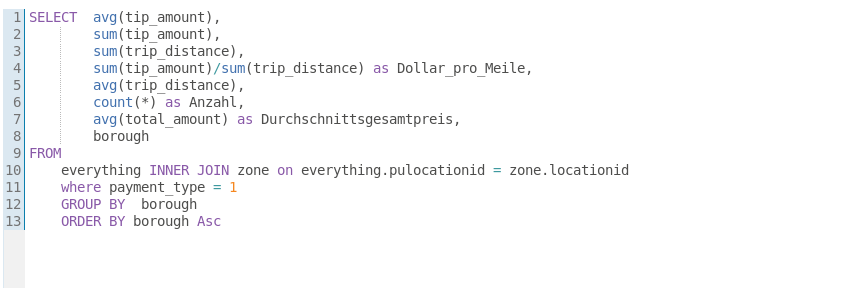 1 SELECT  avg(tip_amount),
2         sum(tip_amount),
3         sum(trip_distance),
4         sum(tip_amount)/sum(trip_distance) as Dollar_pro_Meile,
5         avg(trip_distance),
6         count(*) as Anzahl,
7         avg(total_amount) as Durchschnittsgesamtpreis,
8         borough
9 FROM
10     everything INNER JOIN zone on everything.pulocationid = zone.locationid
11     where payment_type = 1
12     GROUP BY  borough
13     ORDER BY borough Asc